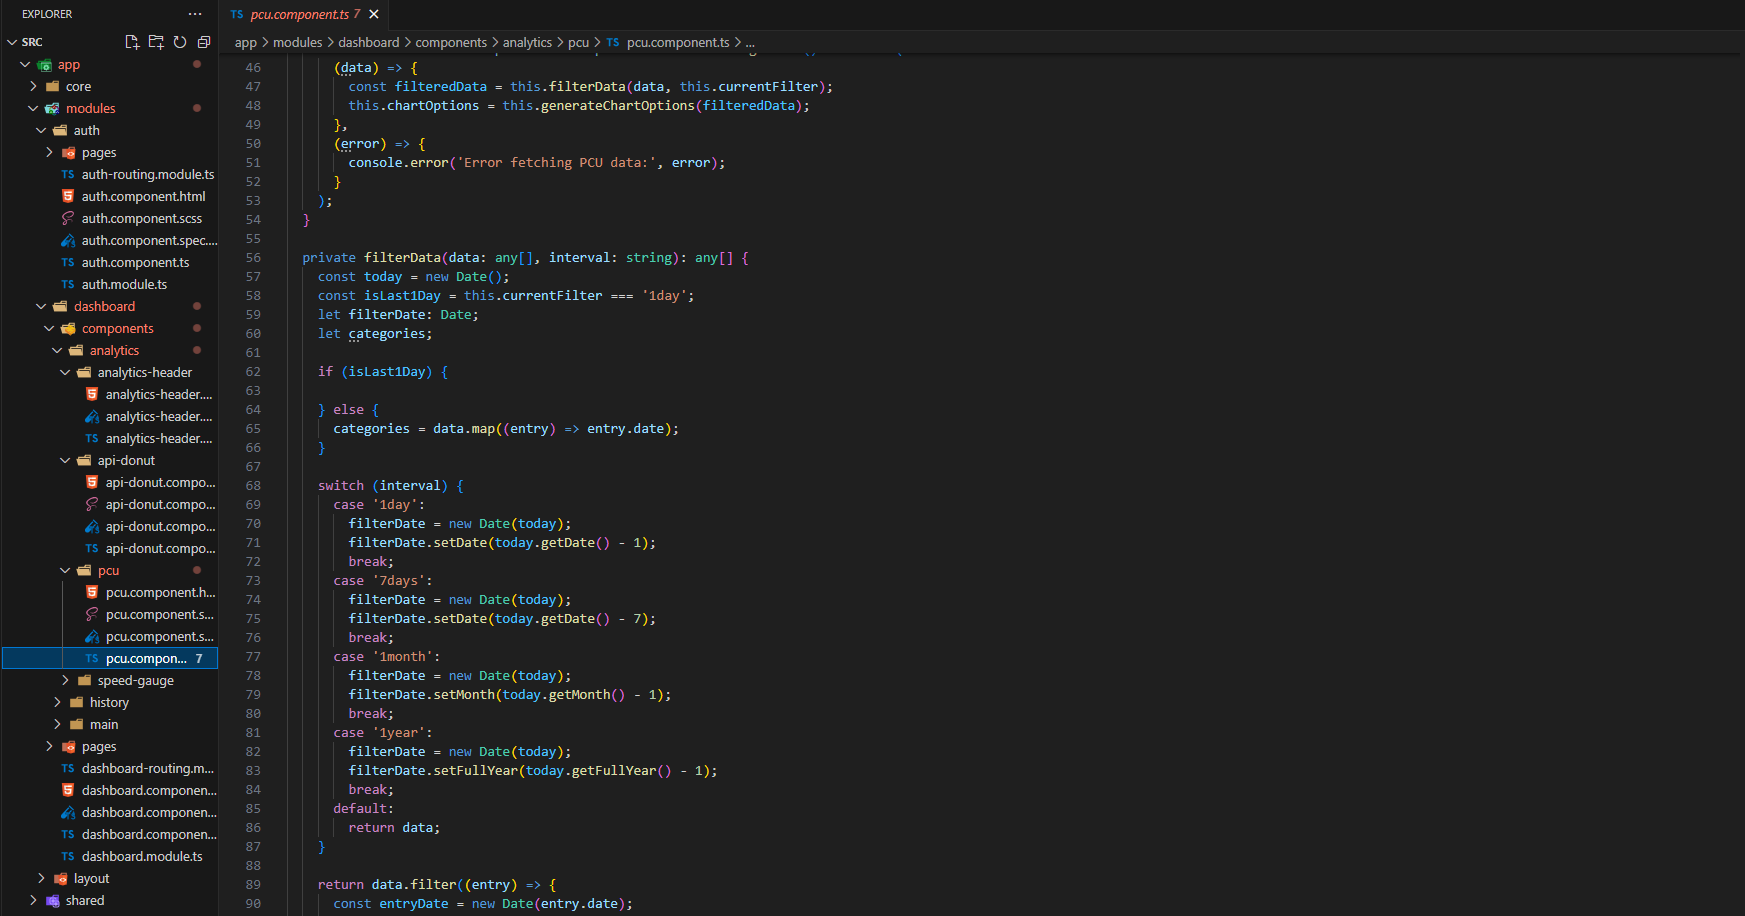 EXPLORER
SRC
app
core
modules
auth
pages
auth-routing.module.ts
auth.component.html
auth.component.scss
auth.component.spec....
auth.component.ts
auth.module.ts
dashboard
components
analytics
analytics-header
analytics-header....
analytics-header....
analytics-header....
api-donut
api-donut.compo...
api-donut.compo...
api-donut.compo...
api-donut.compo...
pcu
pcu.component.h...
pcu.component.s...
pcu.component.s...
pcu.compon... 7
speed-gauge
history
main
pages
dashboard-routing.m...
dashboard.componen...
dashboard.componen...
dashboard.componen...
dashboard.module.ts
layout
shared
TS pcu.component.ts 7
app > modules > dashboard > components > analytics > pcu > TS pcu.component.ts > ...
46 (data) => {
47 const filteredData = this.filterData(data, this.currentFilter);
48 this.chartOptions = this.generateChartOptions(filteredData);
49 },
50 (error) => {
51 console.error('Error fetching PCU data:', error);
52 }
53 );
54 }
55
56 private filterData(data: any[], interval: string): any[] {
57 const today = new Date();
58 const isLast1Day = this.currentFilter === '1day';
59 let filterDate: Date;
60 let categories;
61
62 if (isLast1Day) {
63
64 } else {
65 categories = data.map((entry) => entry.date);
66 }
67
68 switch (interval) {
69 case '1day':
70 filterDate = new Date(today);
71 filterDate.setDate(today.getDate() - 1);
72 break;
73 case '7days':
74 filterDate = new Date(today);
75 filterDate.setDate(today.getDate() - 7);
76 break;
77 case '1month':
78 filterDate = new Date(today);
79 filterDate.setMonth(today.getMonth() - 1);
80 break;
81 case '1year':
82 filterDate = new Date(today);
83 filterDate.setFullYear(today.getFullYear() - 1);
84 break;
85 default:
86 return data;
87 }
88
89 return data.filter((entry) => {
90 const entryDate = new Date(entry.date);